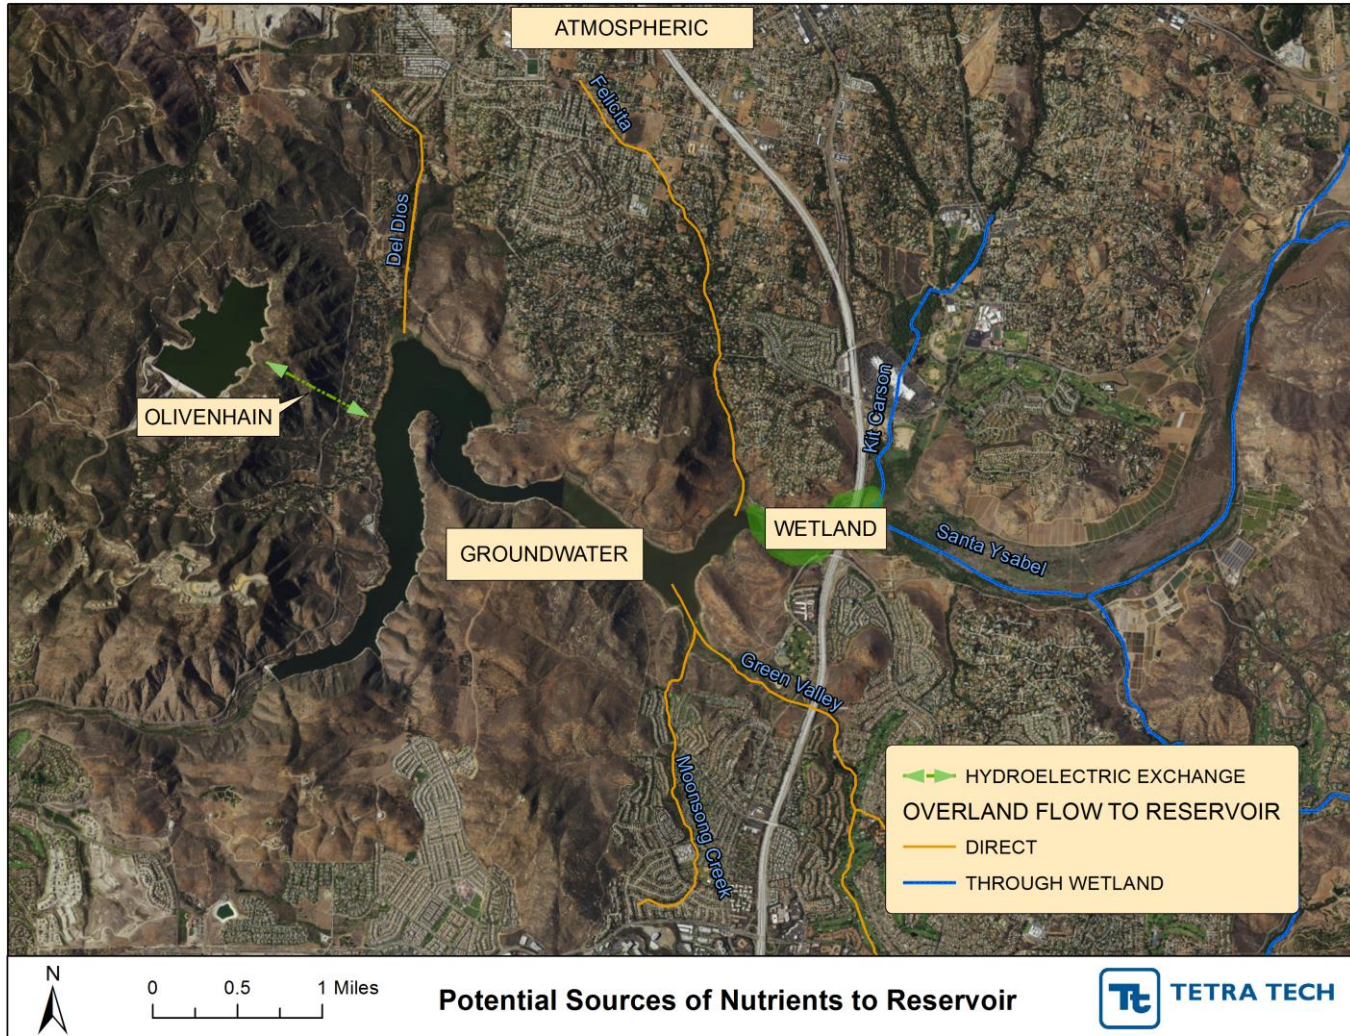 ATMOSPHERIC
Felicita
Del Dios
OLIVENHAIN
Kit Carson
WETLAND
GROUNDWATER
Santa Ysabel
Green Valley
Moonsong Creek
HYDROELECTRIC EXCHANGE
OVERLAND FLOW TO RESERVOIR
DIRECT
THROUGH WETLAND
N
0 0.5 1 Miles
Potential Sources of Nutrients to Reservoir
Tt TETRA TECH